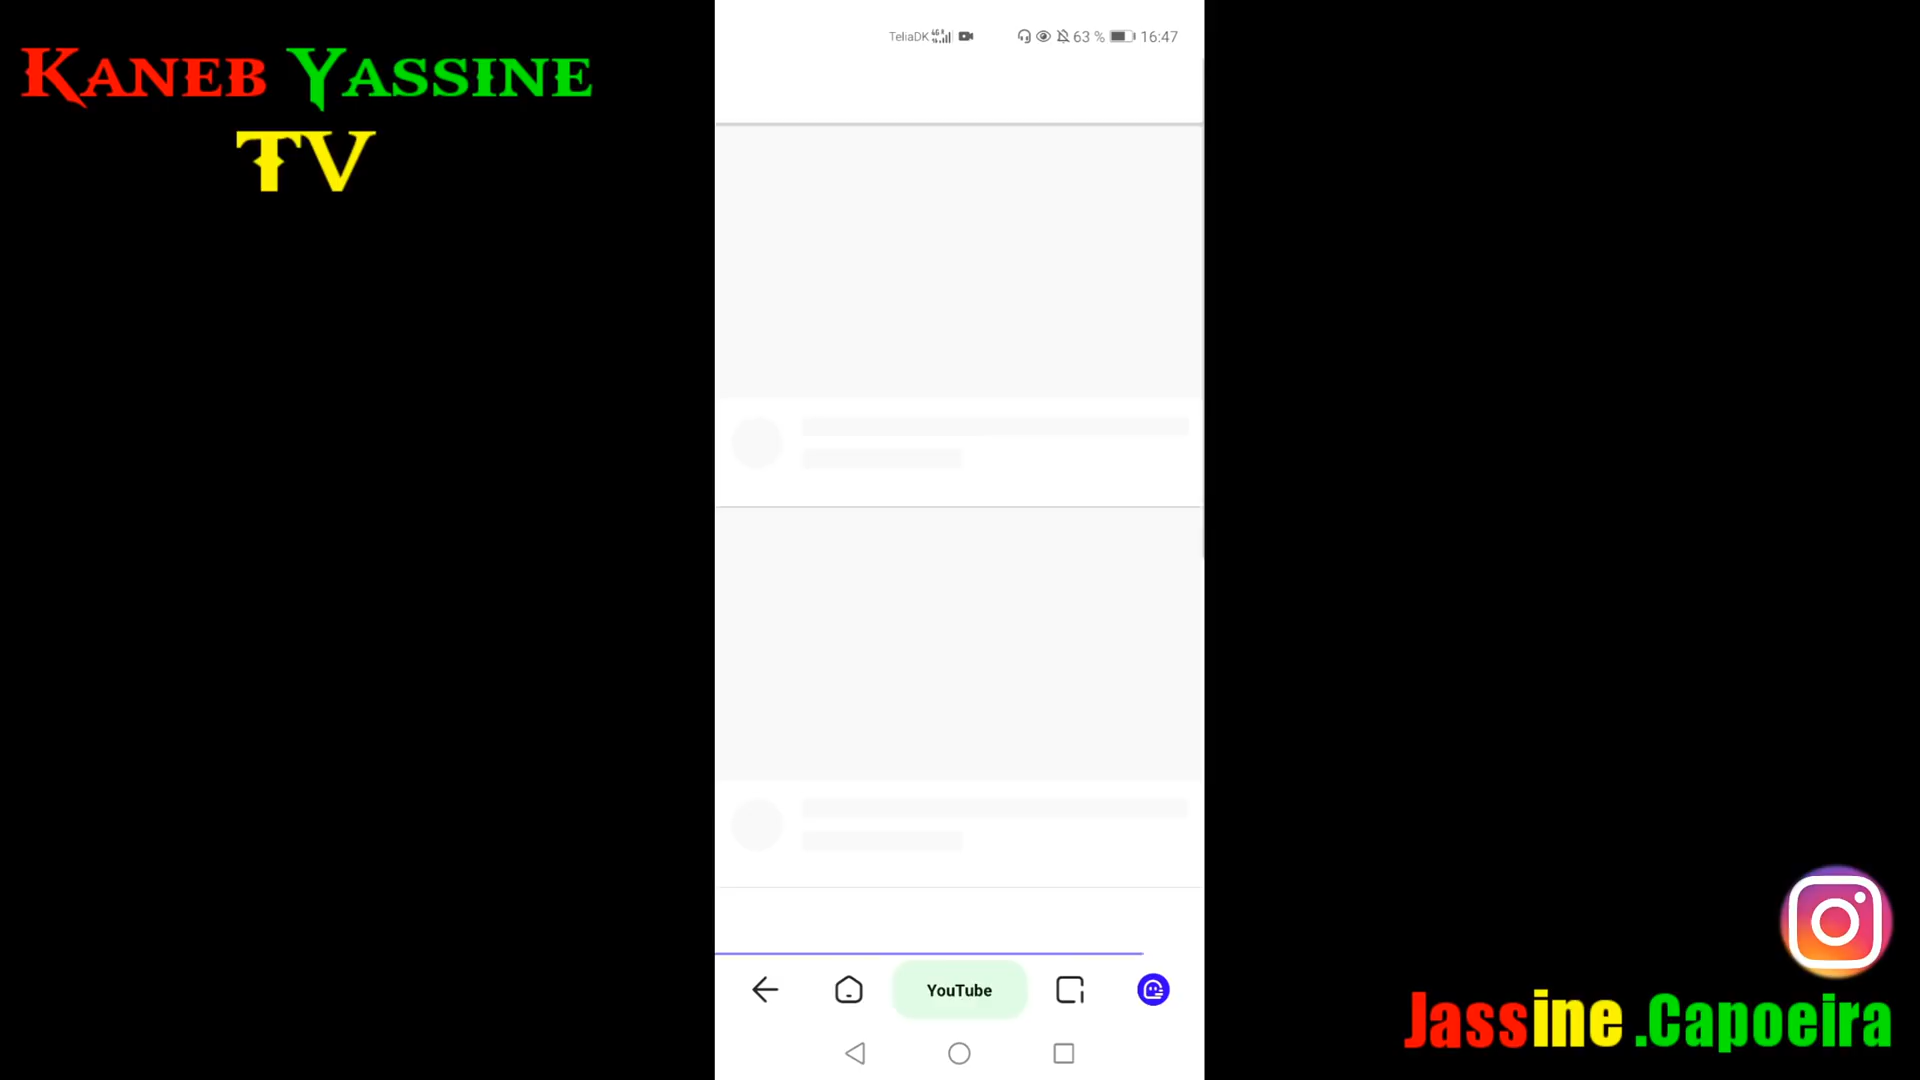 KANEB YASSINE
TV
TeliaDK 63 % 16:47
YouTube
Jassine .Capoeira